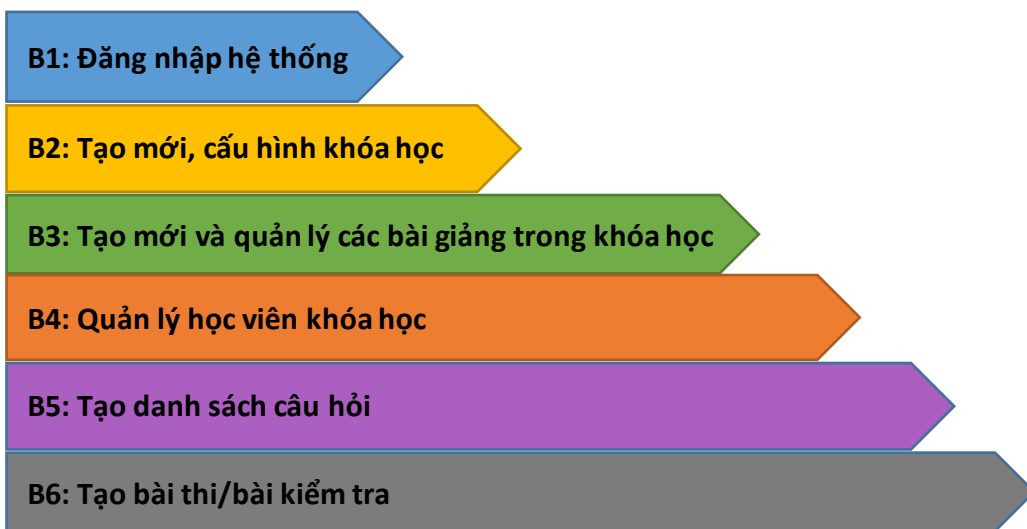 B1: Đăng nhập hệ thống
B2: Tạo mới, cấu hình khóa học
B3: Tạo mới và quản lý các bài giảng trong khóa học
B4: Quản lý học viên khóa học
B5: Tạo danh sách câu hỏi
B6: Tạo bài thi/bài kiểm tra